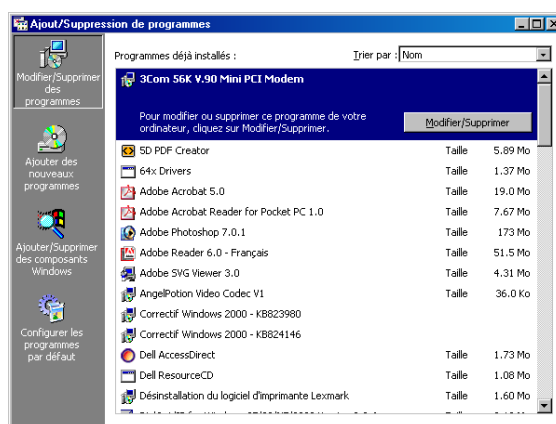 Ajout/Suppression de programmes
Modifier/Supprimer
des
programmes
Ajouter des
nouveaux
programmes
Ajouter/Supprimer
des composants
Windows
Configurer les
programmes
par défaut
Programmes déjà installés :
Trier par : Nom
3Com 56K V.90 Mini PCI Modem
Pour modifier ou supprimer ce programme de votre
ordinateur, cliquez sur Modifier/Supprimer.
Modifier/Supprimer
5D PDF Creator Taille 5.89 Mo
64x Drivers Taille 1.37 Mo
Adobe Acrobat 5.0 Taille 19.0 Mo
Adobe Acrobat Reader for Pocket PC 1.0 Taille 7.67 Mo
Adobe Photoshop 7.0.1 Taille 173 Mo
Adobe Reader 6.0 - Français Taille 51.5 Mo
Adobe SVG Viewer 3.0 Taille 4.31 Mo
AngelPotion Video Codec V1 Taille 36.0 Ko
Correctif Windows 2000 - KB823980
Correctif Windows 2000 - KB824146
Dell AccessDirect Taille 1.73 Mo
Dell ResourceCD Taille 1.08 Mo
Désinstallation du logiciel d'imprimante Lexmark Taille 1.60 Mo